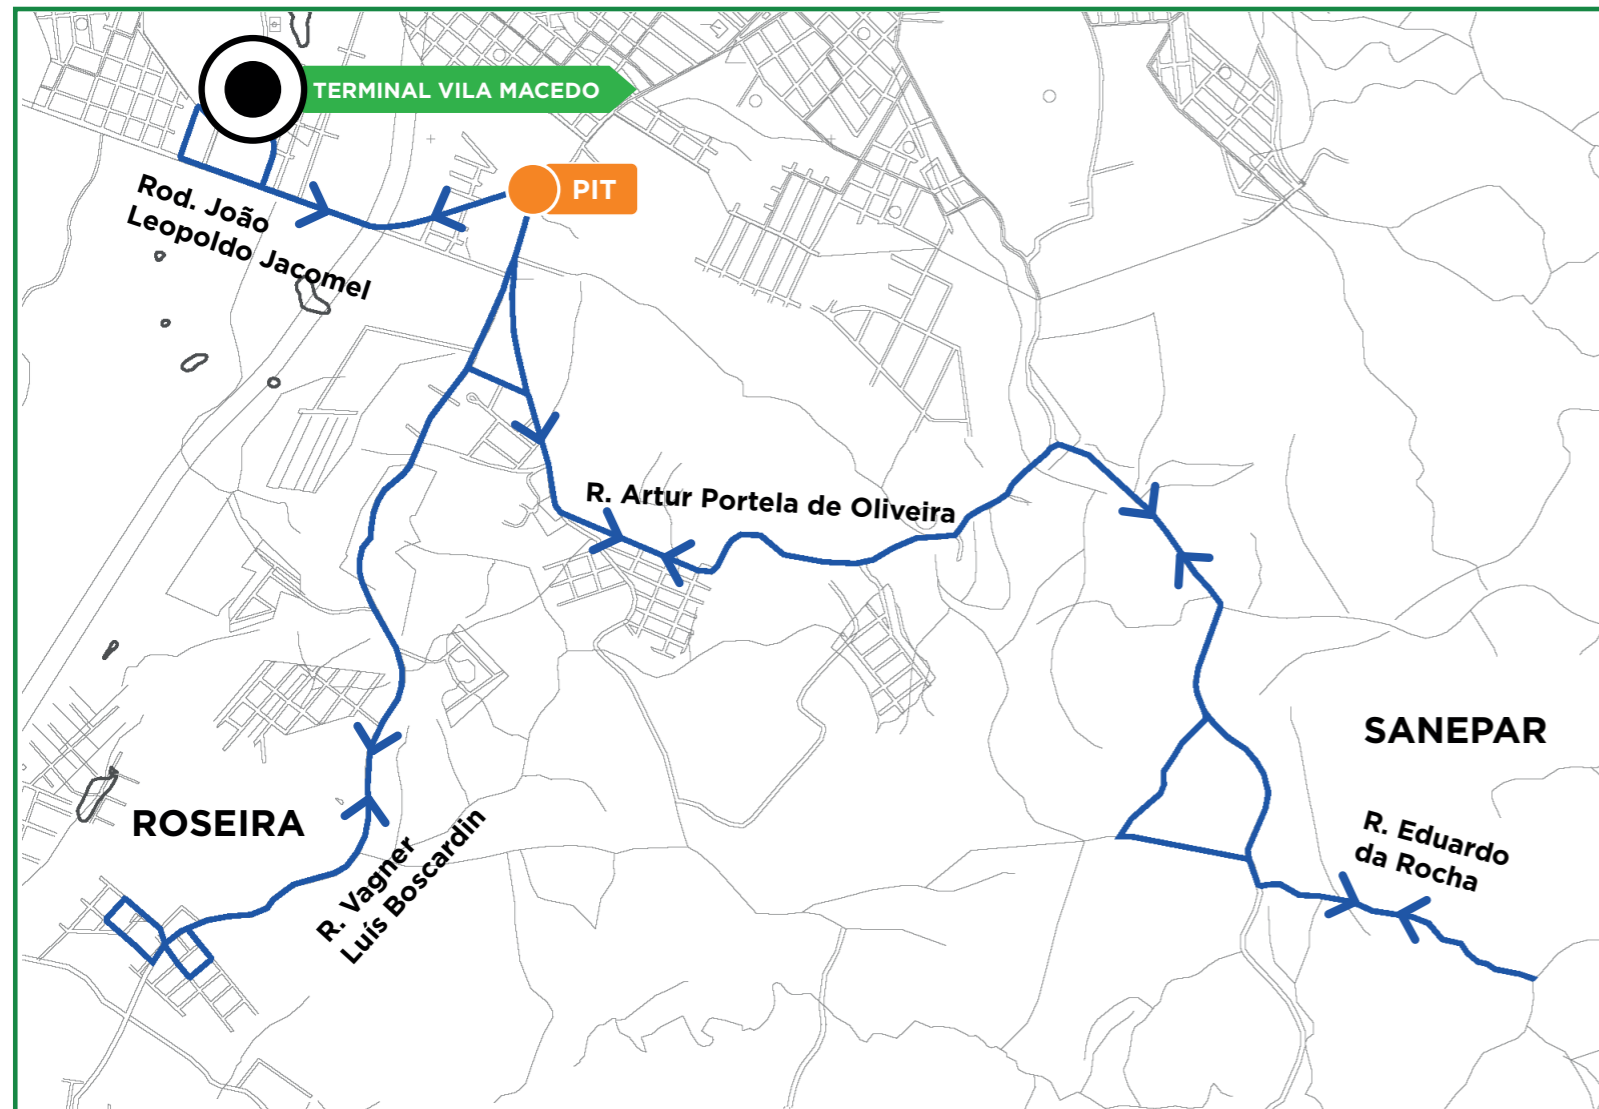 TERMINAL VILA MACEDO
PIT
Rod. João
Leopoldo Jacomel
R. Artur Portela de Oliveira
SANEPAR
ROSEIRA
R. Vagner
Luís Boscardin
R. Eduardo
da Rocha